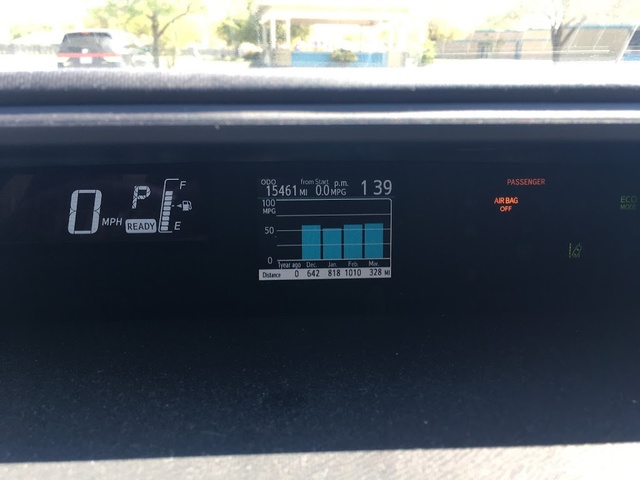 0 MPH
P
READY
F
E
ODO
15461 MI
from Start
0.0 MPG
p.m.
1 39
100
MPG
50
0
1year ago Dec. Jan. Feb. Mar.
Distance 0 642 818 1010 328 MI
PASSENGER
AIR BAG
OFF
ECO
MODE